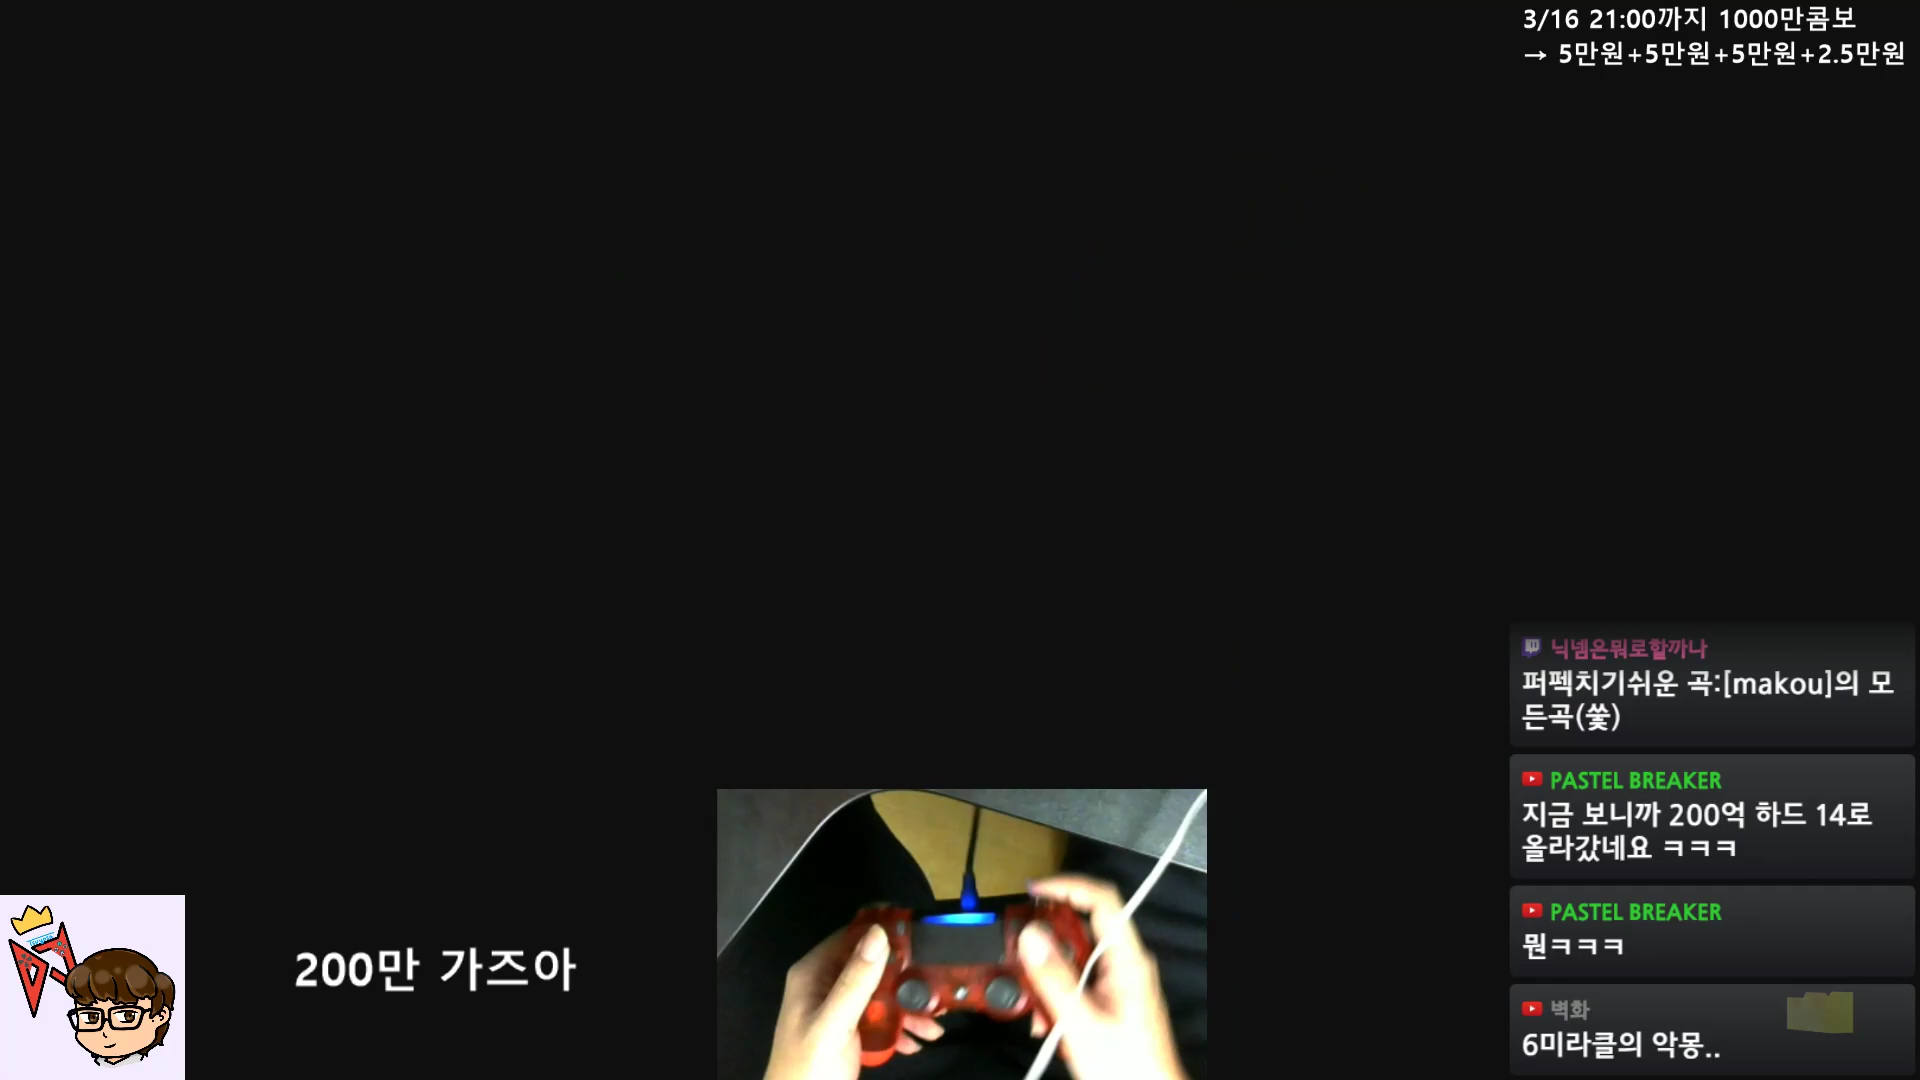 3/16 21:00까지 1000만콤보
→ 5만원+5만원+5만원+2.5만원
닉넴은뭐로할까나
퍼펙치기쉬운 곡:[makou]의 모
든곡(쑻)
PASTEL BREAKER
지금 보니까 200억 하드 14로
올라갔네요 ㅋㅋㅋ
PASTEL BREAKER
뭔ㅋㅋㅋ
벽화
6미라클의 악몽..
200만 가즈아